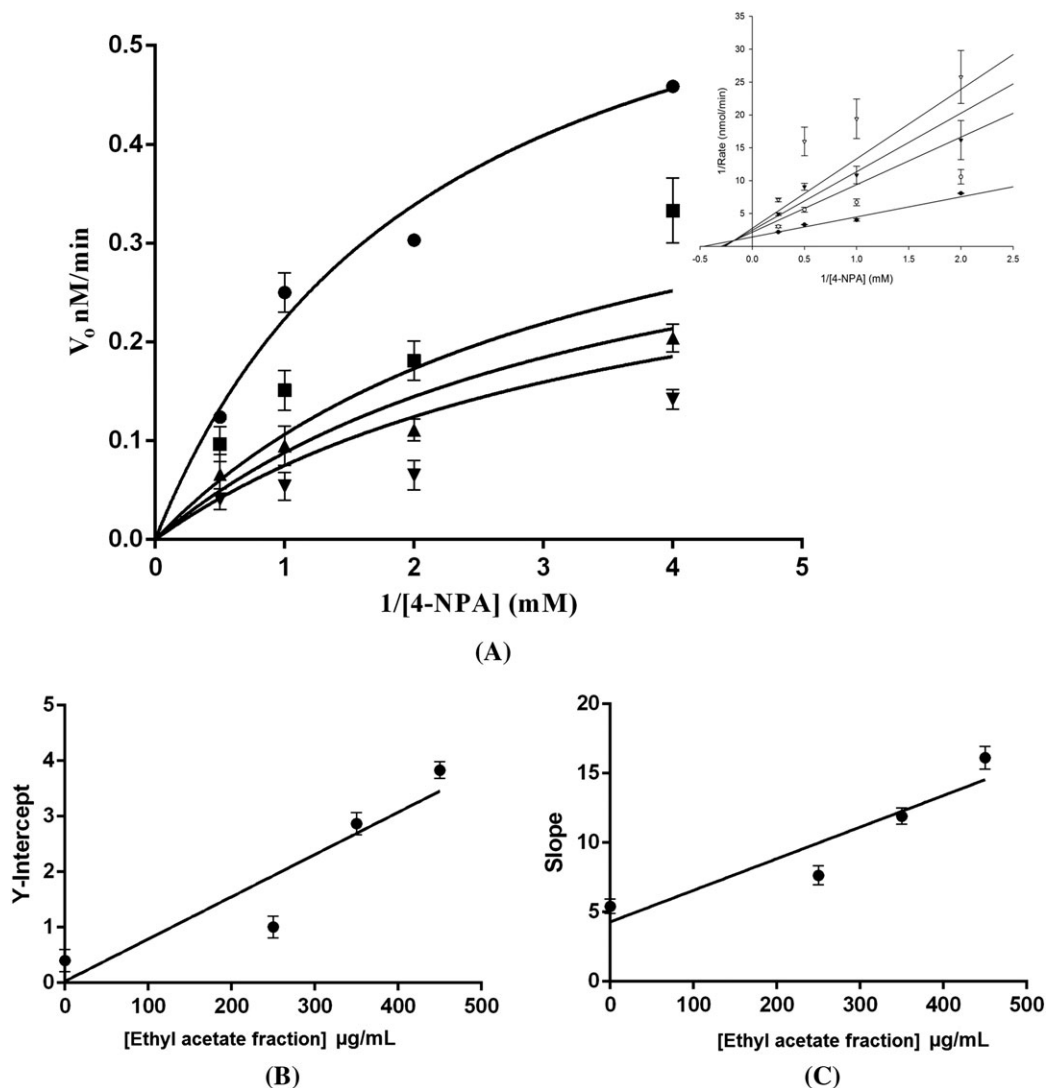 0.5
0.4
0.3
0.2
0.1
0.0
V₀ nM/min
0 1 2 3 4 5
1/[4-NPA] (mM)
35
30
25
20
15
10
5
1/Rate (nmol/min)
-0.5 0.0 0.5 1.0 1.5 2.0 2.5
1/[4-NPA] (mM)
(A)
5
4
3
2
1
0
Y-Intercept
0 100 200 300 400 500
[Ethyl acetate fraction] µg/mL
(B)
20
15
10
5
0
Slope
0 100 200 300 400 500
[Ethyl acetate fraction] µg/mL
(C)